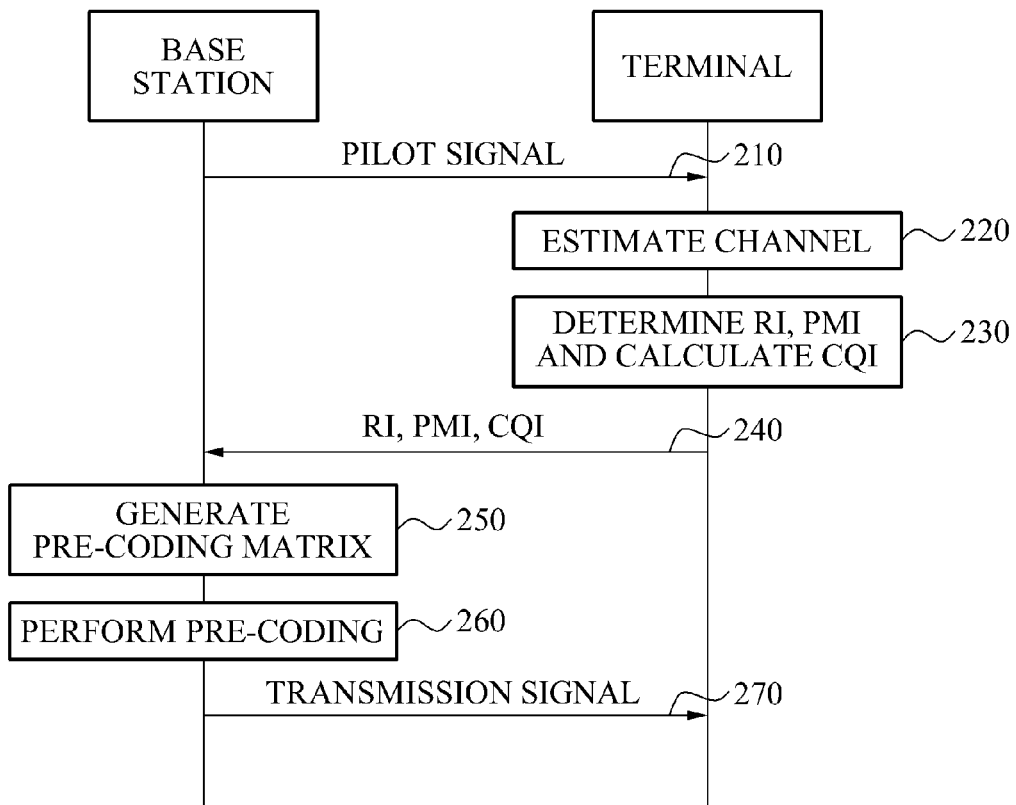 BASE
STATION
TERMINAL
PILOT SIGNAL
210
ESTIMATE CHANNEL
220
DETERMINE RI, PMI
AND CALCULATE CQI
230
RI, PMI, CQI
240
GENERATE
PRE-CODING MATRIX
250
PERFORM PRE-CODING
260
TRANSMISSION SIGNAL
270